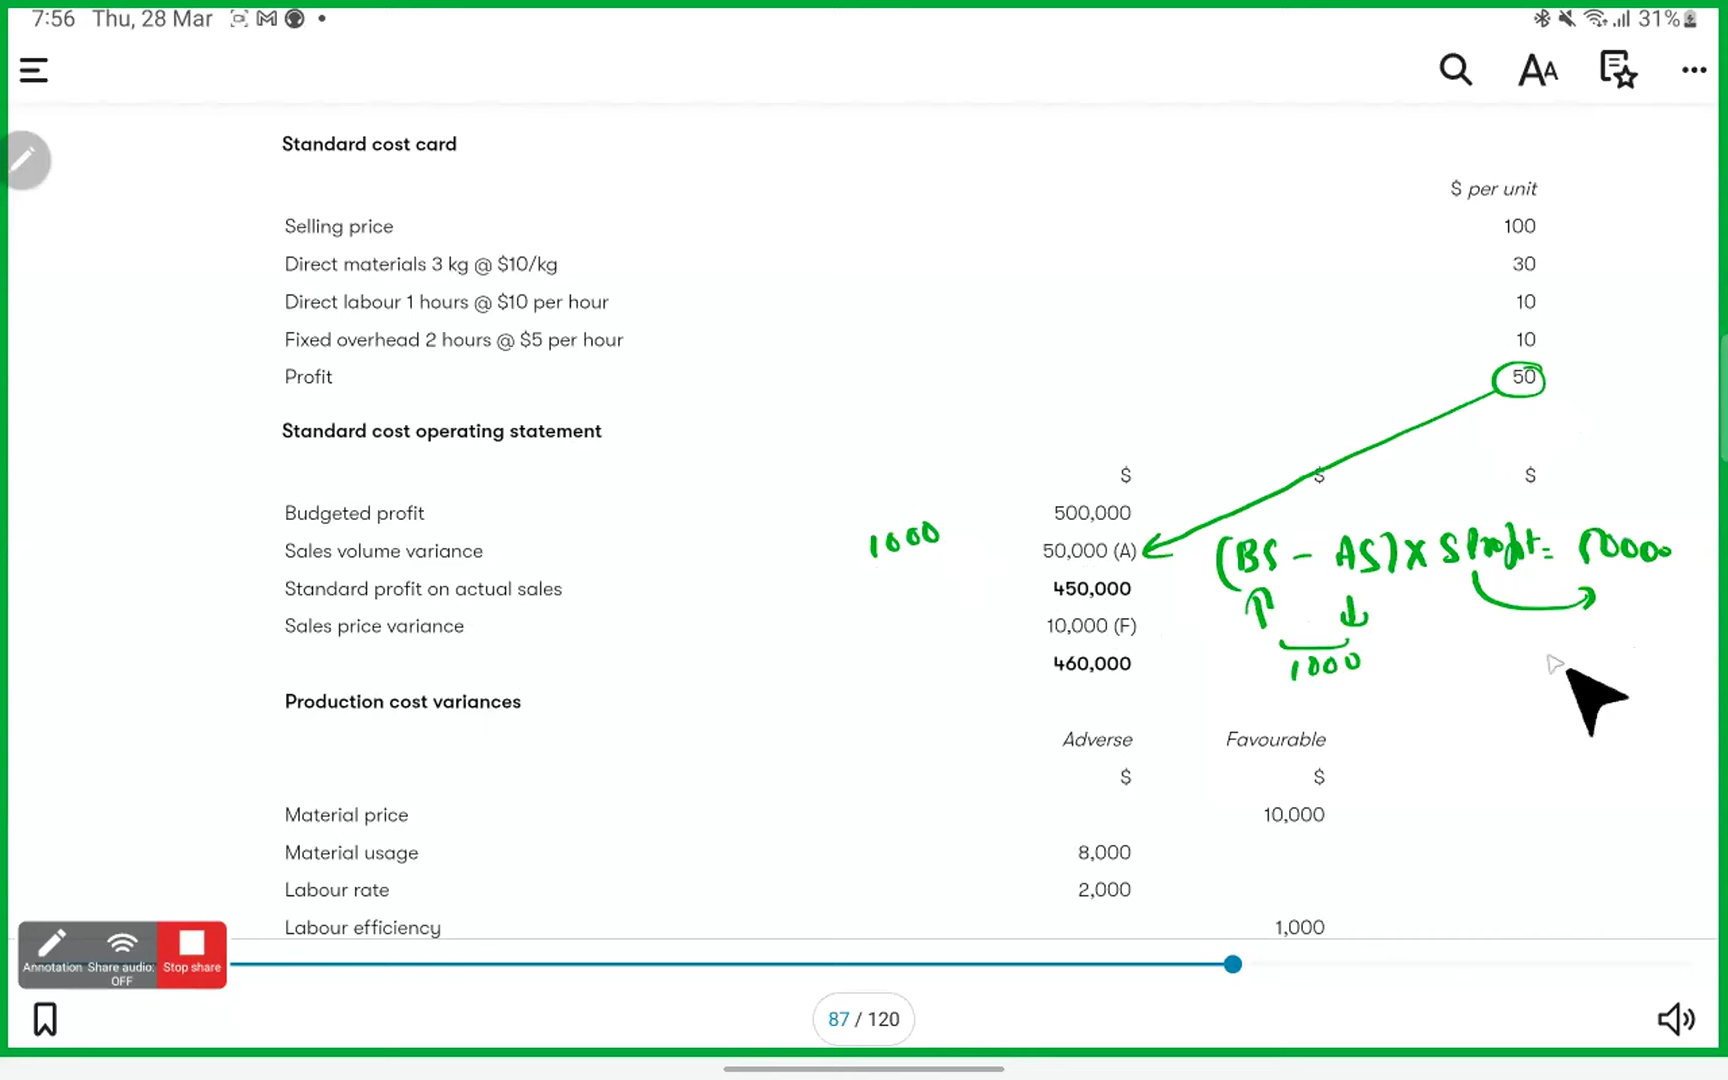 7:56 Thu, 28 Mar 31%
Standard cost card
$ per unit
Selling price 100
Direct materials 3 kg @ $10/kg 30
Direct labour 1 hours @ $10 per hour 10
Fixed overhead 2 hours @ $5 per hour 10
Profit 50
Standard cost operating statement
$ $ $
Budgeted profit 500,000
Sales volume variance 1000 50,000 (A) (BS - AS) x S Profit =
Standard profit on actual sales 450,000
Sales price variance 10,000 (F)
460,000 1000
Production cost variances
Adverse Favourable
$ $
Material price 10,000
Material usage 8,000
Labour rate 2,000
Labour efficiency 1,000
Annotation Share audio: OFF Stop share
87 / 120